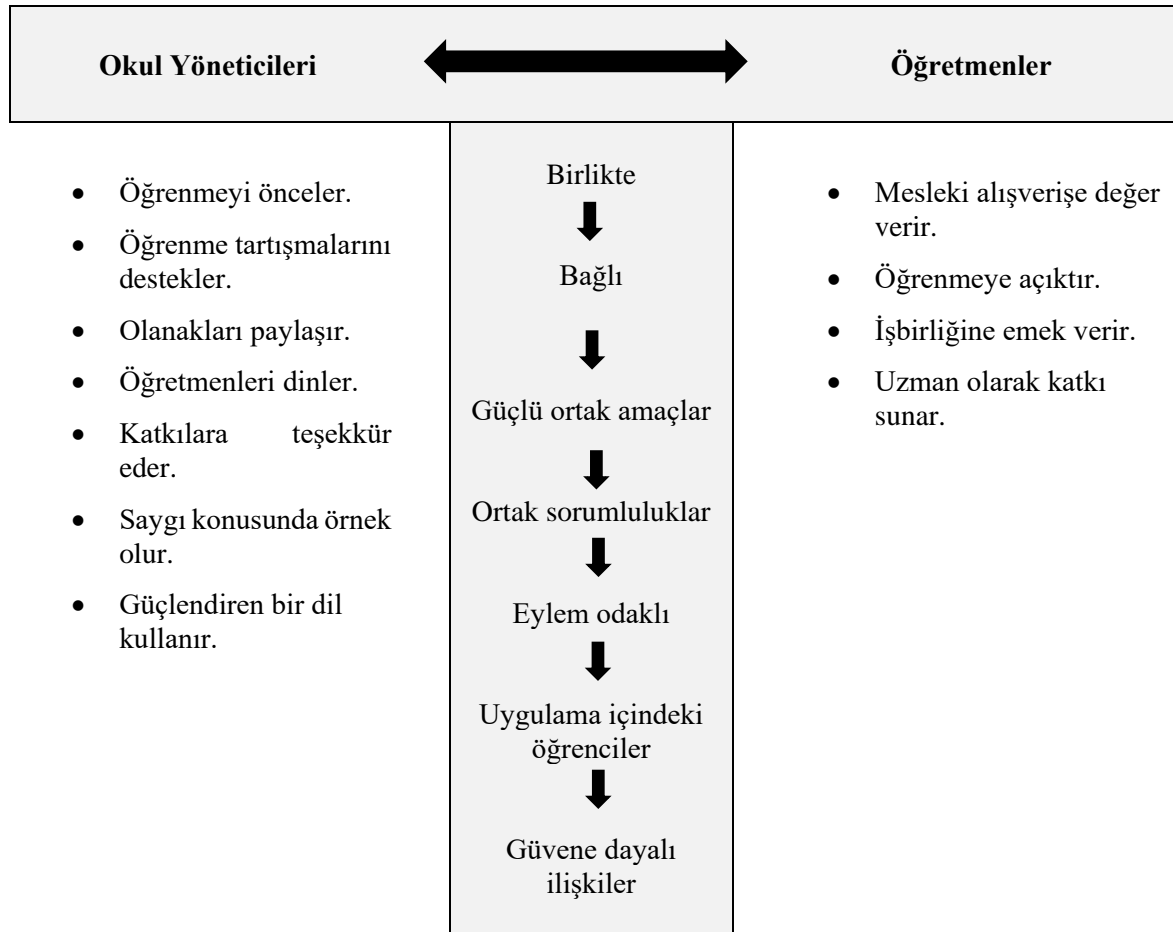 Okul Yöneticileri
Öğretmenler
• Öğrenmeyi önceler.
• Öğrenme tartışmalarını
destekler.
• Olanakları paylaşır.
• Öğretmenleri dinler.
• Katkılara teşekkür
eder.
• Saygı konusunda örnek
olur.
• Güçlendiren bir dil
kullanır.
Birlikte
Bağlı
Güçlü ortak amaçlar
Ortak sorumluluklar
Eylem odaklı
Uygulama içindeki
öğrenciler
Güvene dayalı
ilişkiler
• Mesleki alışverişe değer
verir.
• Öğrenmeye açıktır.
• İşbirliğine emek verir.
• Uzman olarak katkı
sunar.